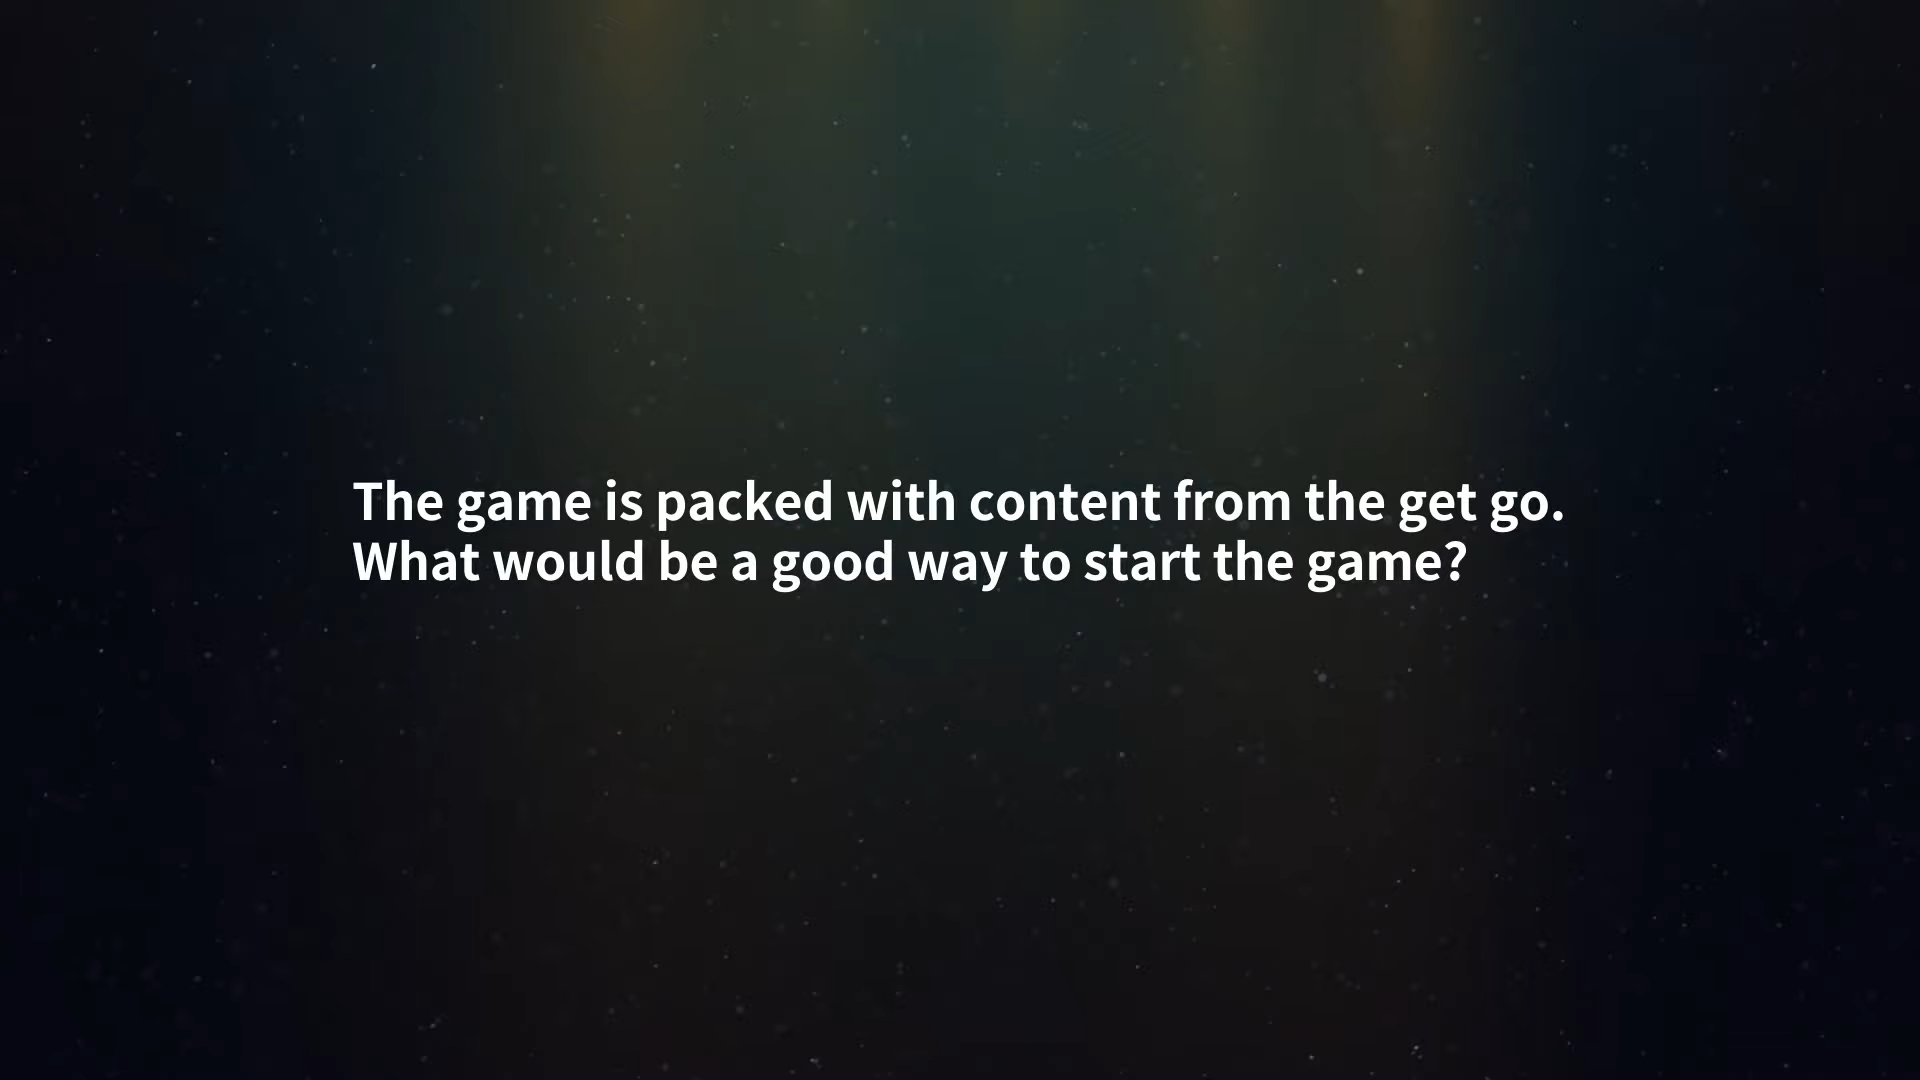 The game is packed with content from the get go.
What would be a good way to start the game?